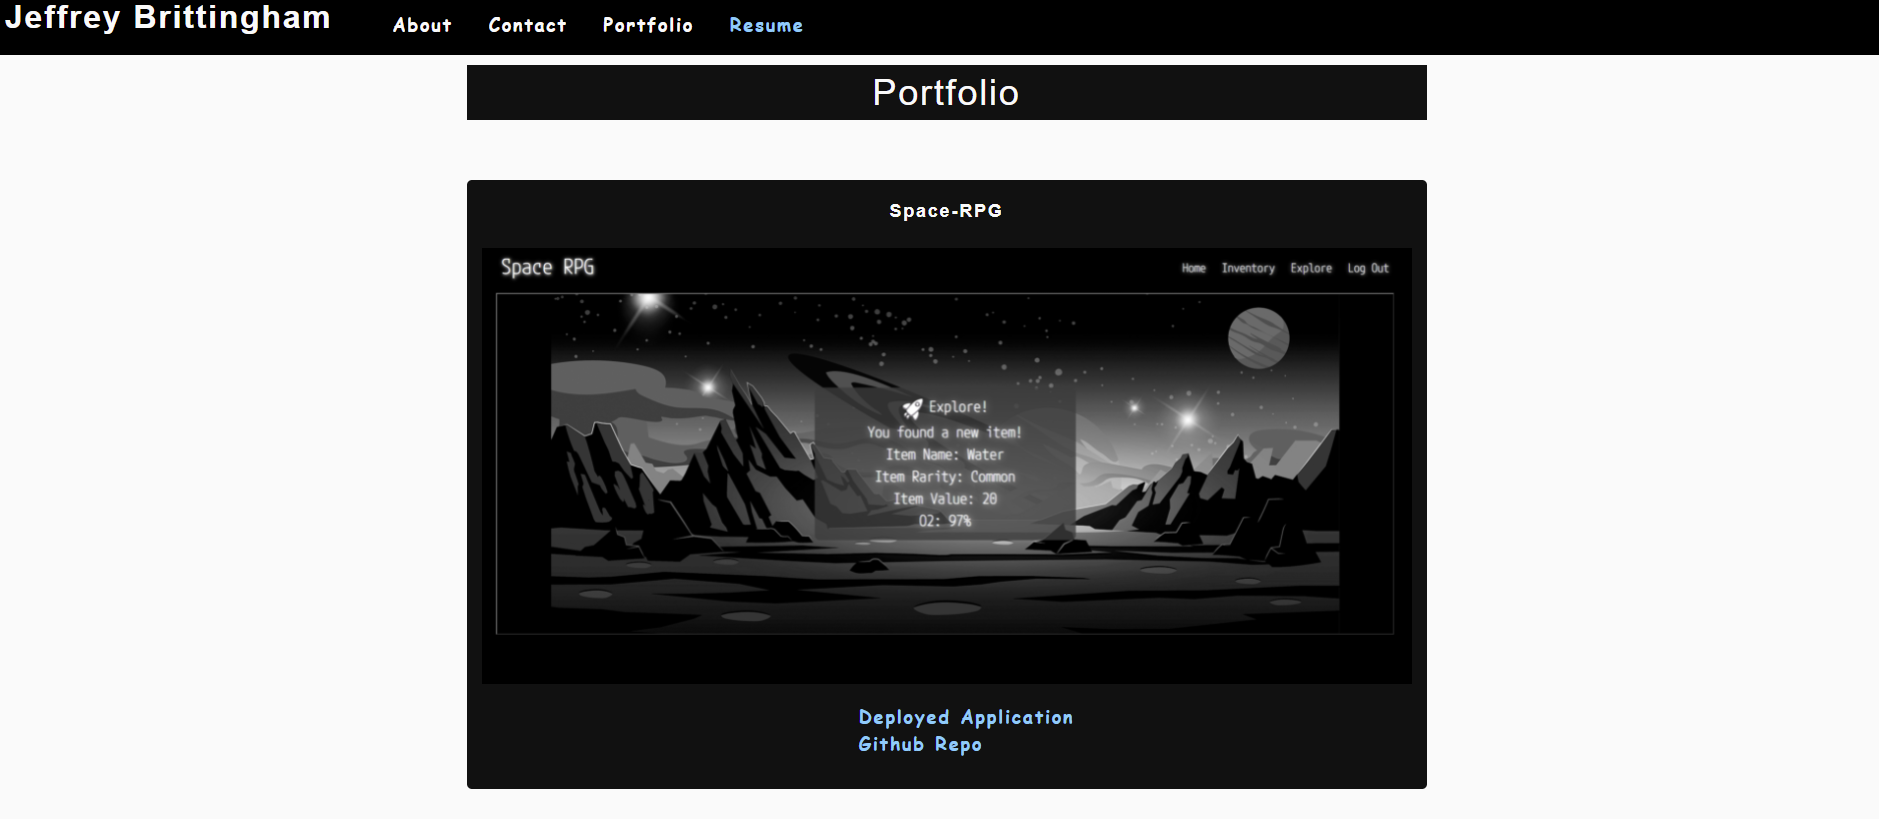 Jeffrey Brittingham About Contact Portfolio Resume
Portfolio
Space-RPG
Space RPG Home Inventory Explore Log Out
Explore!
You found a new item!
Item Name: Water
Item Rarity: Common
Item Value: 20
O2: 97%
Deployed Application
Github Repo